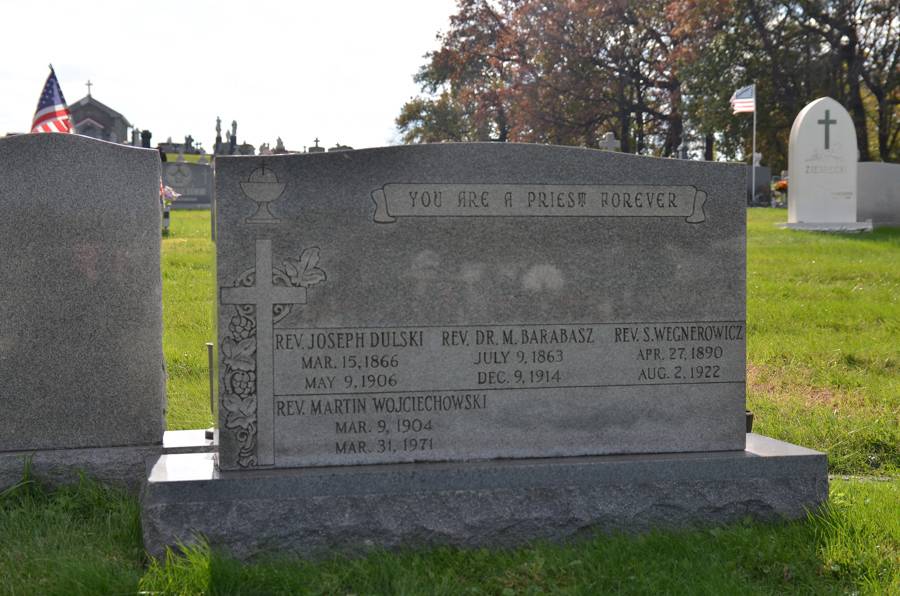 YOU ARE A PRIEST FOREVER
REV. JOSEPH DULSKI REV. DR. M. BARABASZ REV. S. WEGNEROWICZ
MAR. 15, 1866 JULY 9, 1863 APR. 27, 1890
MAY 9, 1906 DEC. 9, 1914 AUG. 2, 1922
REV. MARTIN WOJCIECHOWSKI
MAR. 9, 1904
MAR. 31, 1971